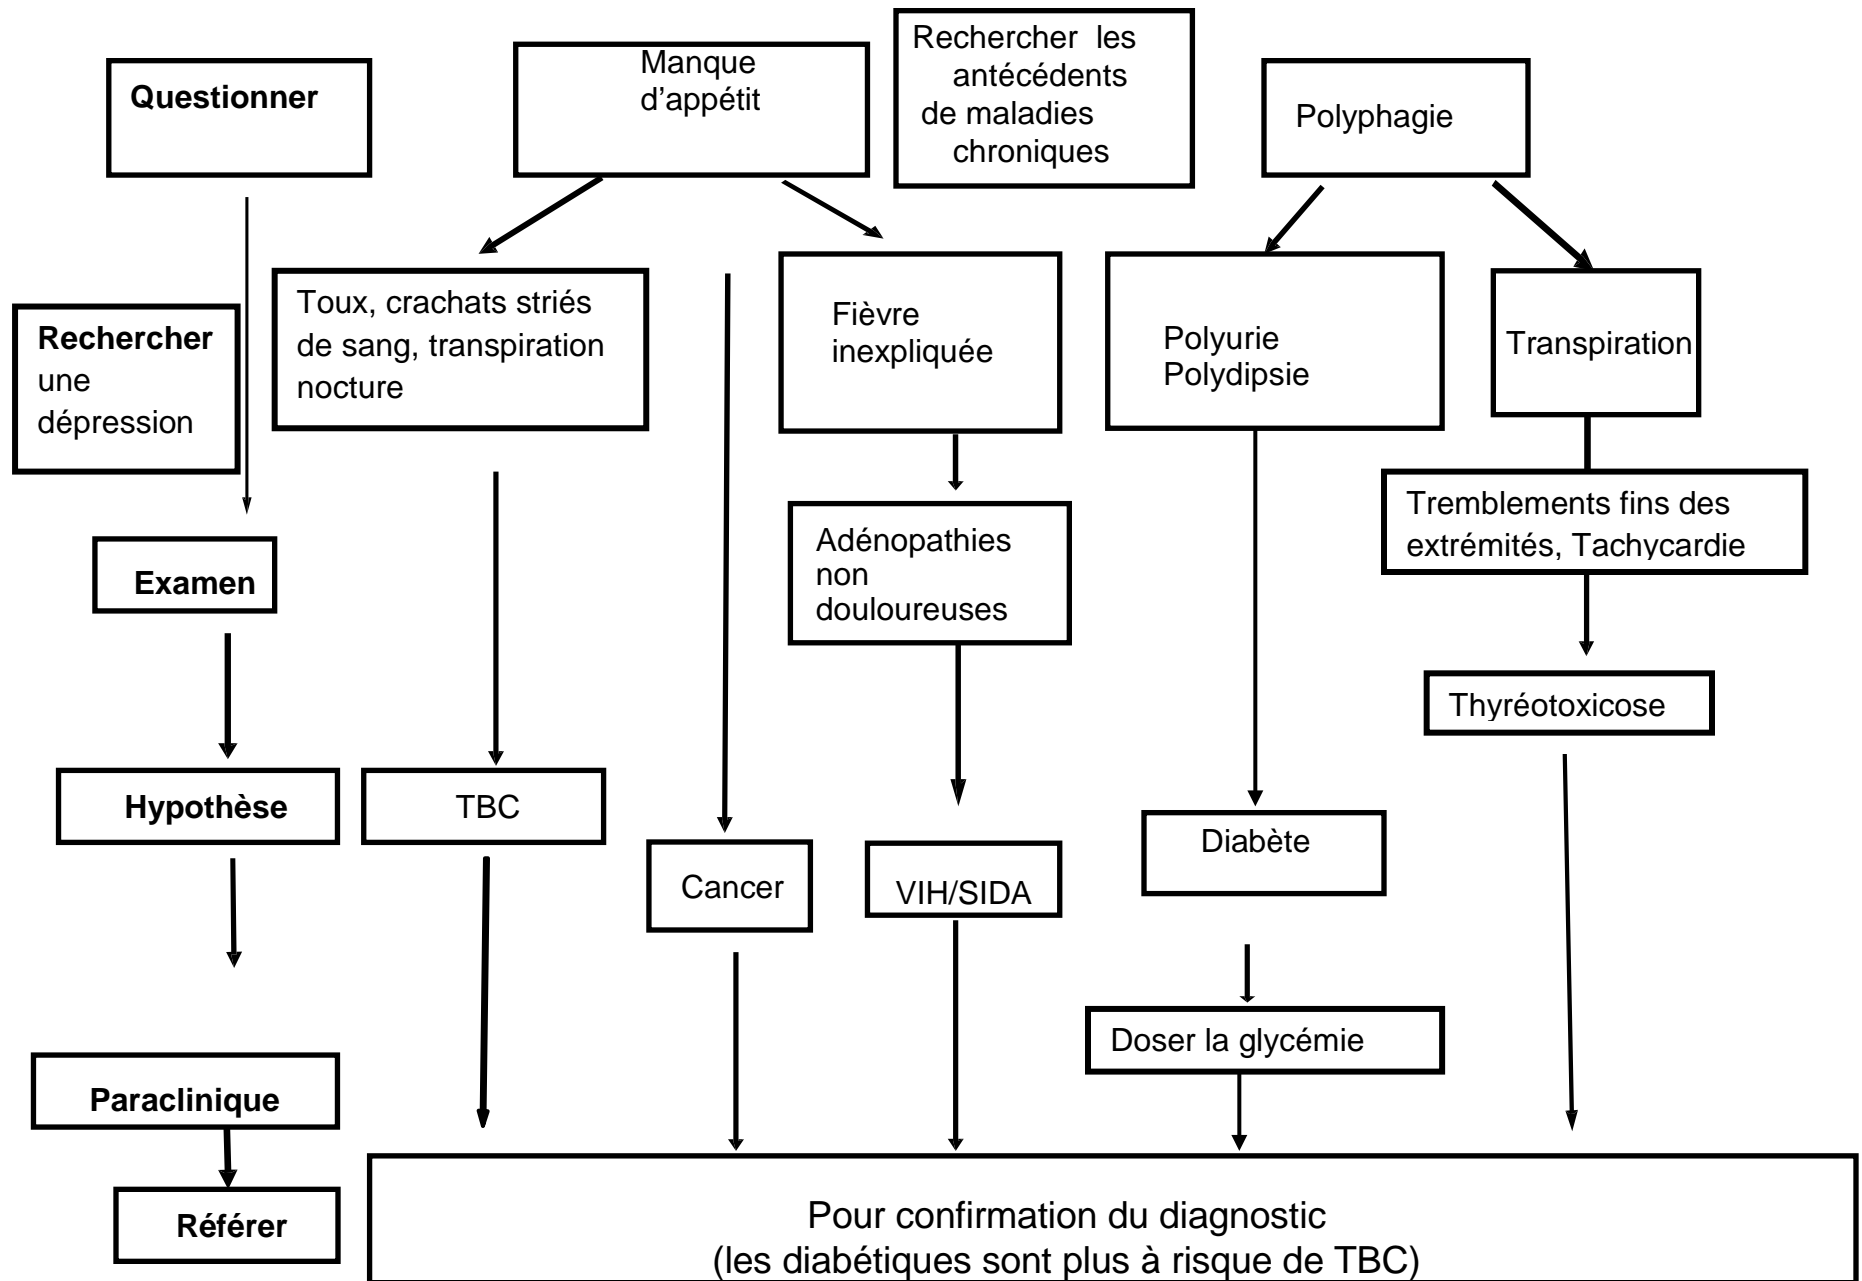 Questionner
Manque
d’appétit
Rechercher les
antécédents
de maladies
chroniques
Polyphagie
Rechercher
une
dépression
Toux, crachats striés
de sang, transpiration
nocture
Fièvre
inexpliquée
Polyurie
Polydipsie
Transpiration
Adénopathies
non
douloureuses
Tremblements fins des
extrémités, Tachycardie
Examen
Thyréotoxicose
Hypothèse
TBC
Cancer
VIH/SIDA
Diabète
Doser la glycémie
Paraclinique
Référer
Pour confirmation du diagnostic
(les diabétiques sont plus à risque de TBC)